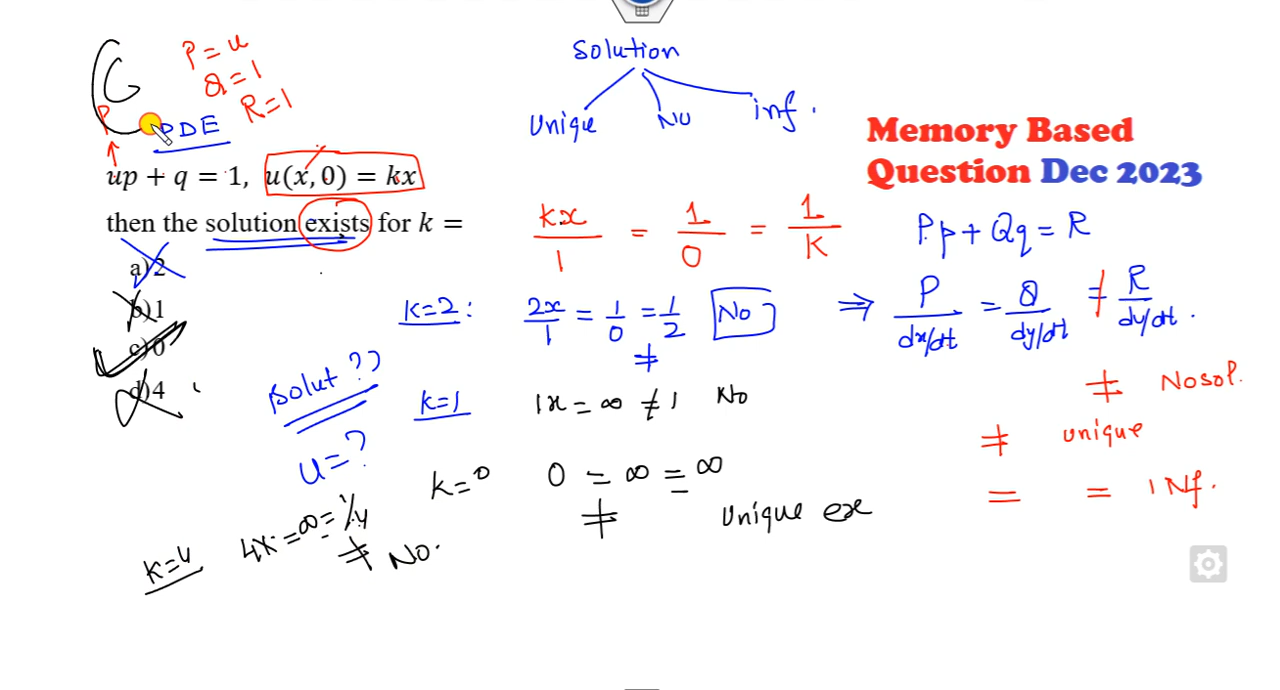 P = u
Q = 1
R = 1
P
PDE
up + q = 1, u(x, 0) = kx
then the solution exists for k =
a) 2
b) 1
c) 0
d) 4
Solution
Unique No inf.
Memory Based
Question Dec 2023
kx/1 = 1/0 = 1/k
Pp + Qq = R
k=2: 2x/1 = 1/0 = 1/2 No
≠
⇒ P/dx/dt = Q/dy/dt ≠ R/dy/dt.
solut ??
u = ?
k=1 1x = ∞ ≠ 1 No
≠ No sol.
≠ unique
= = INf.
k=0 0 = ∞ = ∞
≠ Unique ex
k=4 4x = ∞ = 1/4
≠ No.